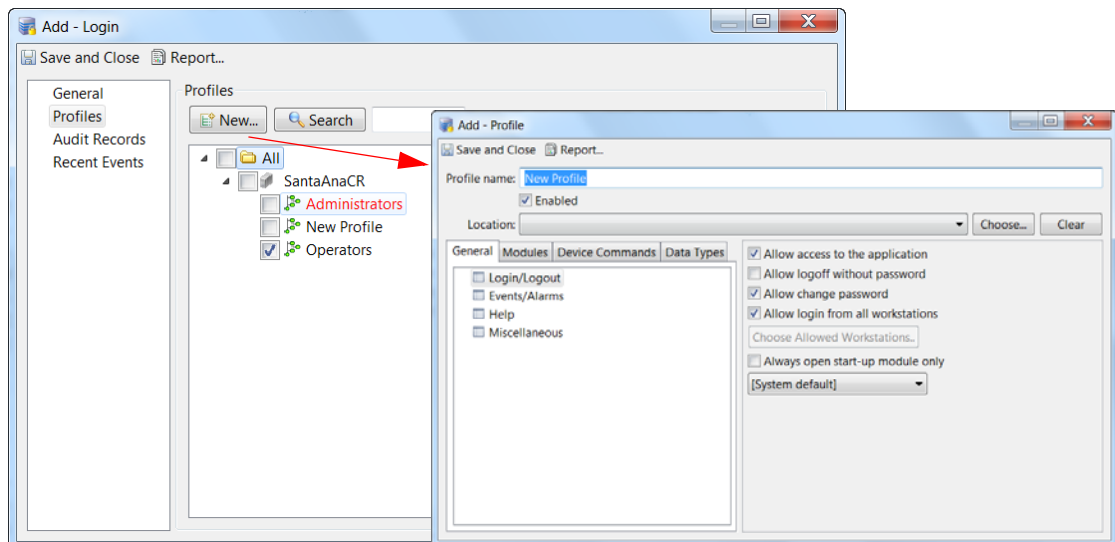 Add - Login
Save and Close Report...
General
Profiles
Audit Records
Recent Events
Profiles
New... Search
All
SantaAnaCR
Administrators
New Profile
Operators
Add - Profile
Save and Close Report...
Profile name: New Profile
Enabled
Location: Choose... Clear
General Modules Device Commands Data Types
Login/Logout
Events/Alarms
Help
Miscellaneous
Allow access to the application
Allow logoff without password
Allow change password
Allow login from all workstations
Choose Allowed Workstations..
Always open start-up module only
[System default]